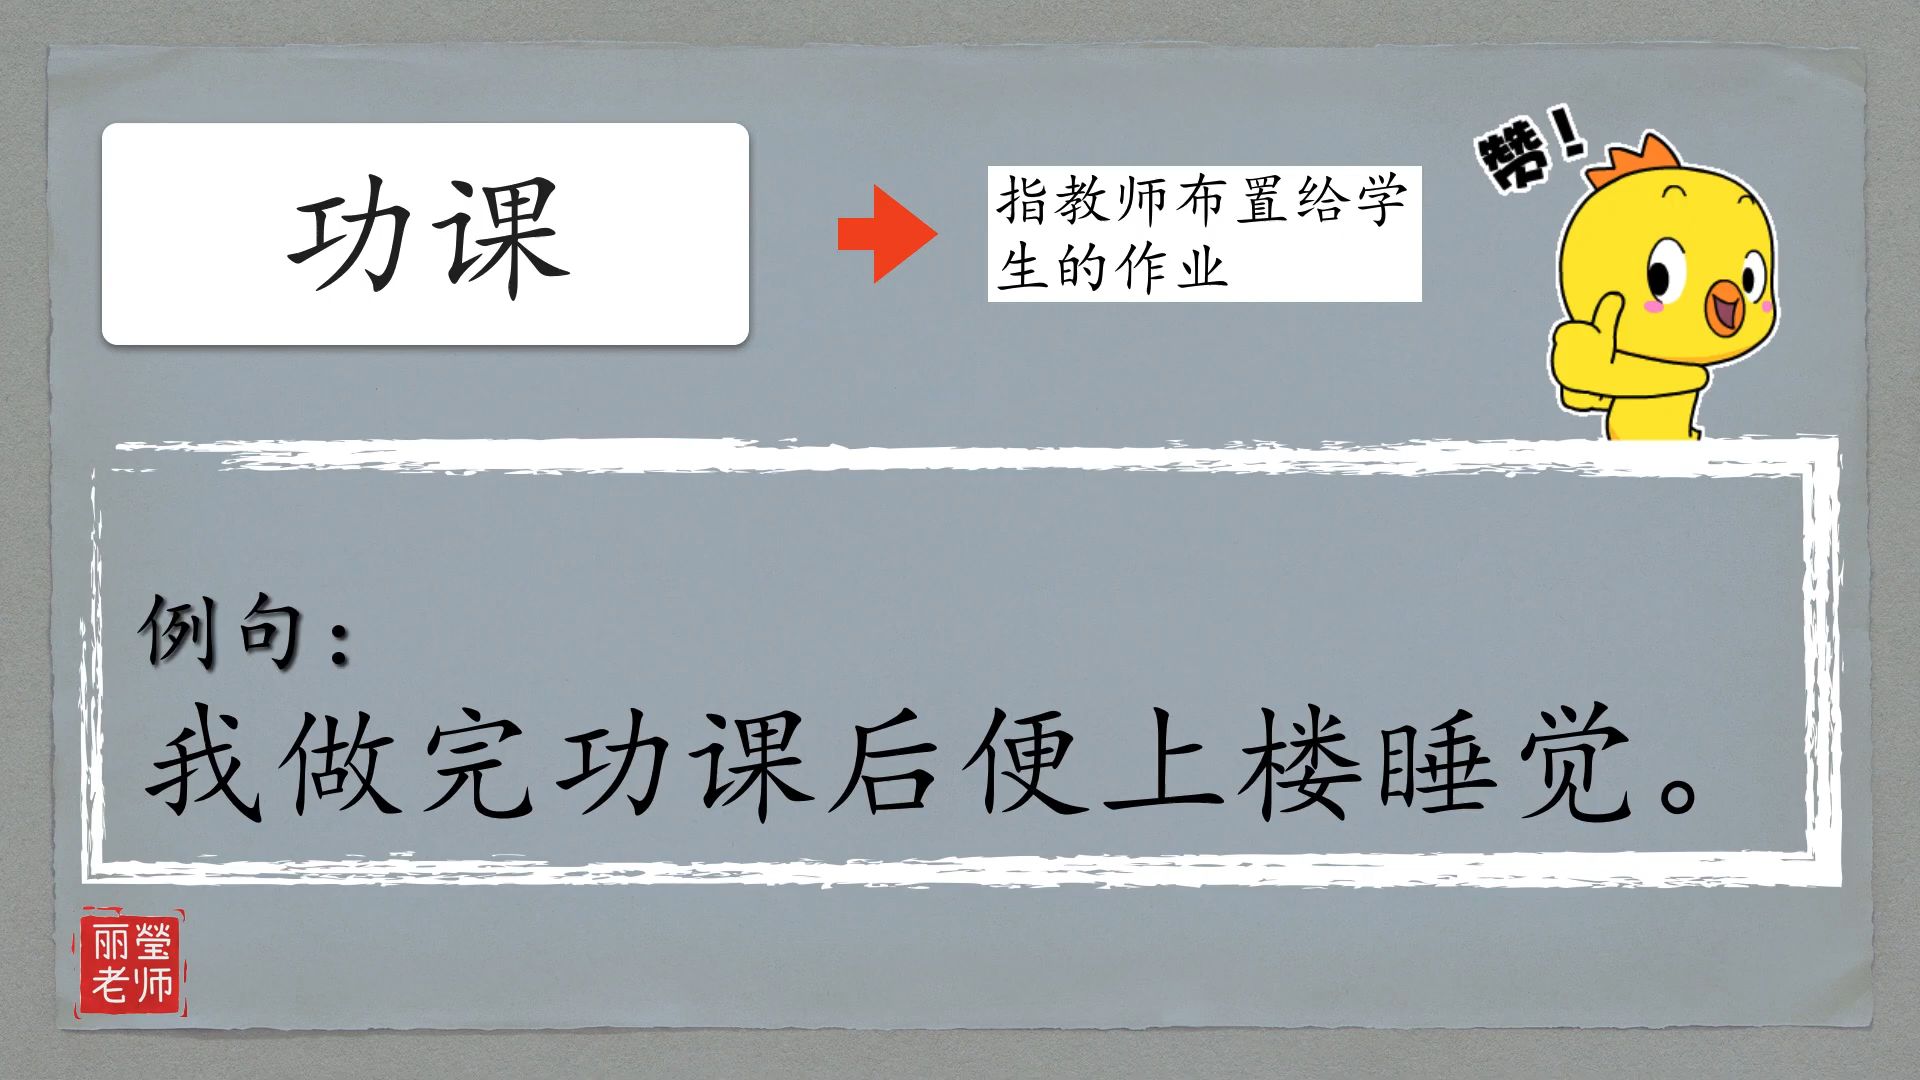 功课
指教师布置给学
生的作业
赞!
例句：
我做完功课后便上楼睡觉。
丽瑩
老师